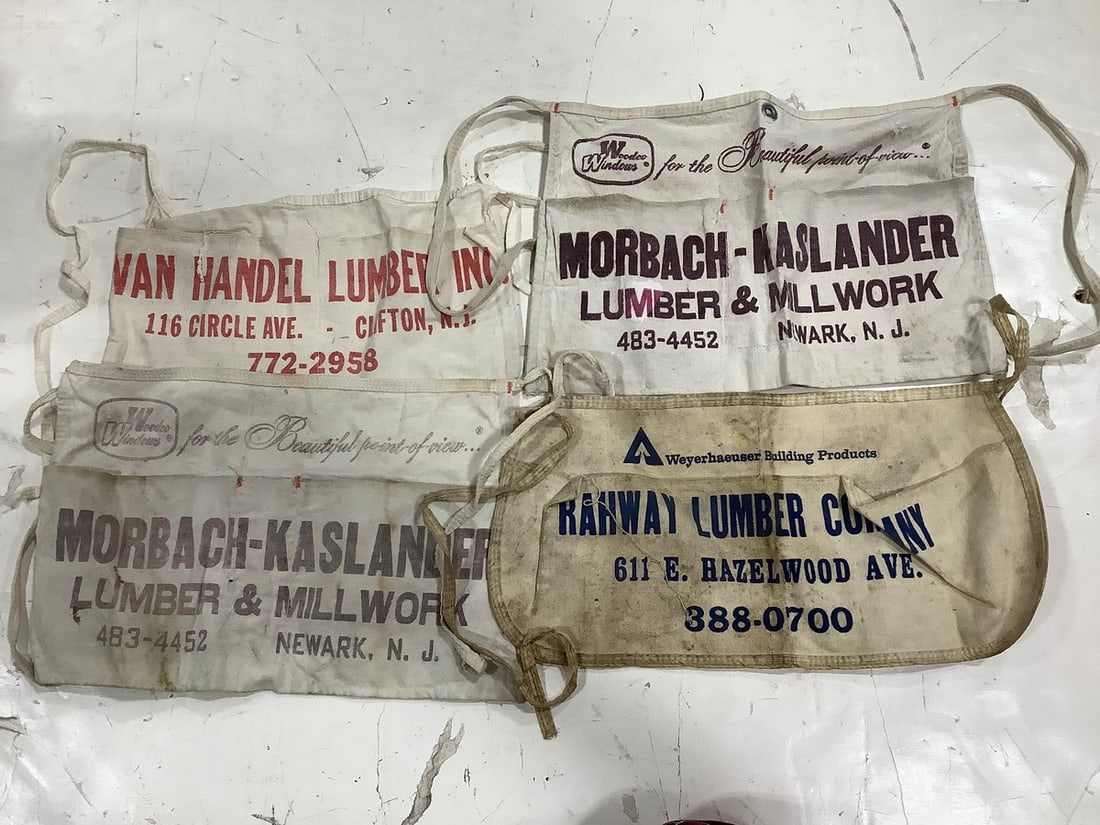 VAN HANDEL LUMBER, INC.
116 CIRCLE AVE. - CLIFTON, N.J.
772-2958
Woodco Windows® for the Beautiful point-of-view...
MORBACH-KASLANDER
LUMBER & MILLWORK
483-4452 NEWARK, N. J.
Woodco Windows® for the Beautiful point-of-view...®
MORBACH-KASLANDER
LUMBER & MILLWORK
483-4452 NEWARK, N. J.
Weyerhaeuser Building Products
RAHWAY LUMBER COMPANY
611 E. HAZELWOOD AVE.
388-0700